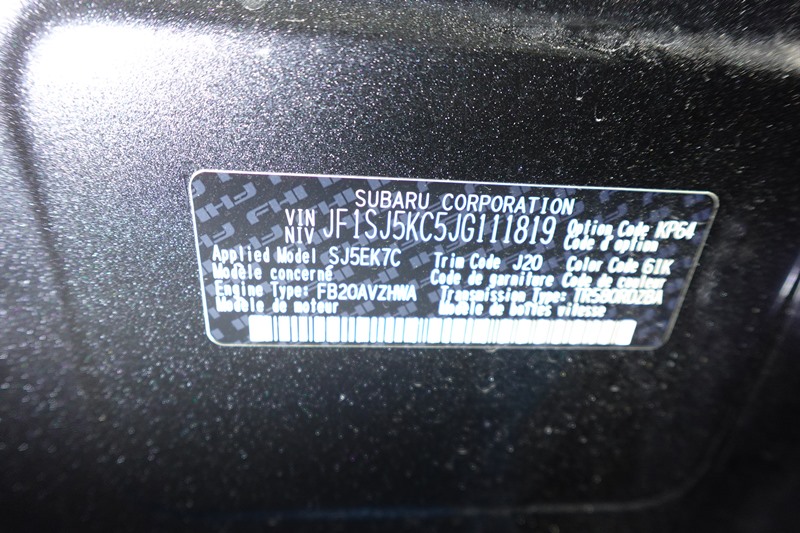 SUBARU CORPORATION
VIN NIV JF1SJ5KC5JG111819 Option Code KPG4
Code d'option
Applied Model SJ5EK7C Trim Code J20 Color Code 61K
Modèle concerné Code de garniture Code de couleur
Engine Type: FB20AVZHWA Transmission Type:
Modèle de moteur Modèle de boîtes vitesse